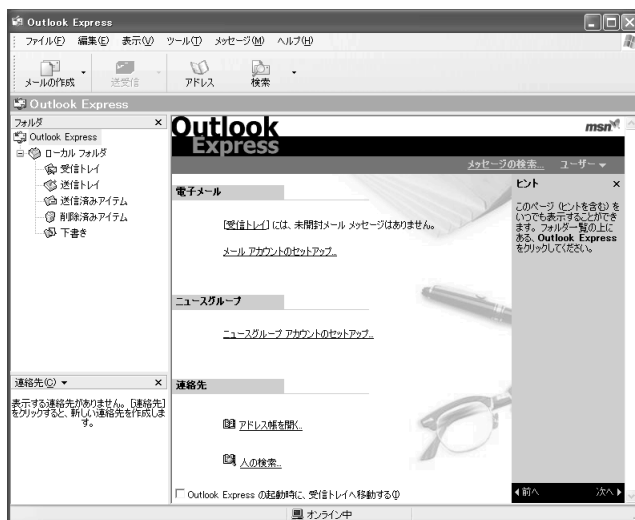 Outlook Express
ファイル(F) 編集(E) 表示(V) ツール(T) メッセージ(M) ヘルプ(H)
メールの作成 送受信 アドレス 検索
Outlook Express
フォルダ
Outlook Express
ローカル フォルダ
受信トレイ
送信トレイ
送信済みアイテム
削除済みアイテム
下書き
連絡先(C)
表示する連絡先がありません。[連絡先]
をクリックすると、新しい連絡先を作成しま
す。
Outlook
Express
msn
メッセージの検索... ユーザー
電子メール
[受信トレイ] には、未開封メール メッセージはありません。
メール アカウントのセットアップ...
ニュースグループ
ニュースグループ アカウントのセットアップ...
連絡先
アドレス帳を開く...
人の検索...
Outlook Express の起動時に、受信トレイへ移動する(I)
ヒント
このページ (ヒントを含む) を
いつでも表示することができ
ます。フォルダ一覧の上に
ある、Outlook Express
をクリックしてください。
前へ 次へ
オンライン中